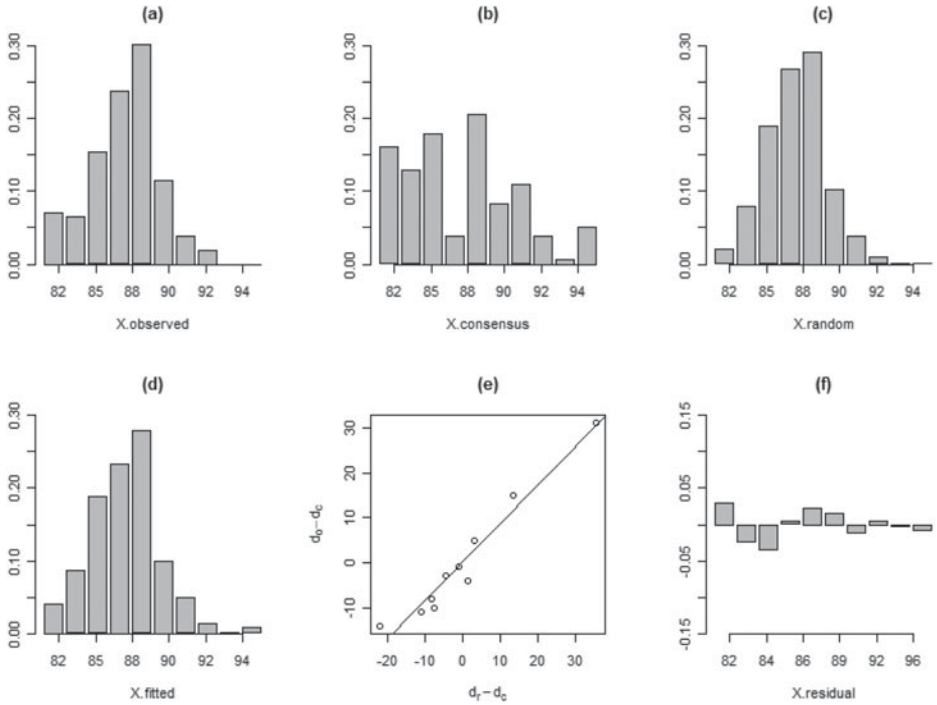 (a)
0.30
0.20
0.10
0.00
82 85 88 90 92 94
X.observed
(b)
0.30
0.20
0.10
0.00
82 85 88 90 92 94
X.consensus
(c)
0.30
0.20
0.10
0.00
82 85 88 90 92 94
X.random
(d)
0.30
0.20
0.10
0.00
82 85 88 90 92 94
X.fitted
(e)
30
20
10
0
-10
d_o – d_c
-20 -10 0 10 20 30
d_r – d_c
(f)
0.15
0.05
-0.05
-0.15
82 84 86 89 92 96
X.residual